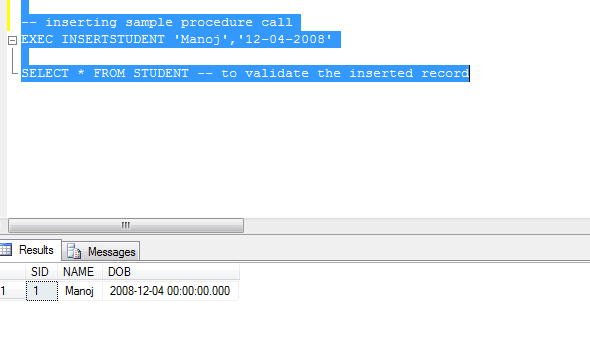 -- inserting sample procedure call
EXEC INSERTSTUDENT 'Manoj','12-04-2008'
SELECT * FROM STUDENT -- to validate the inserted record
Results Messages
SID NAME DOB
1 1 Manoj 2008-12-04 00:00:00.000